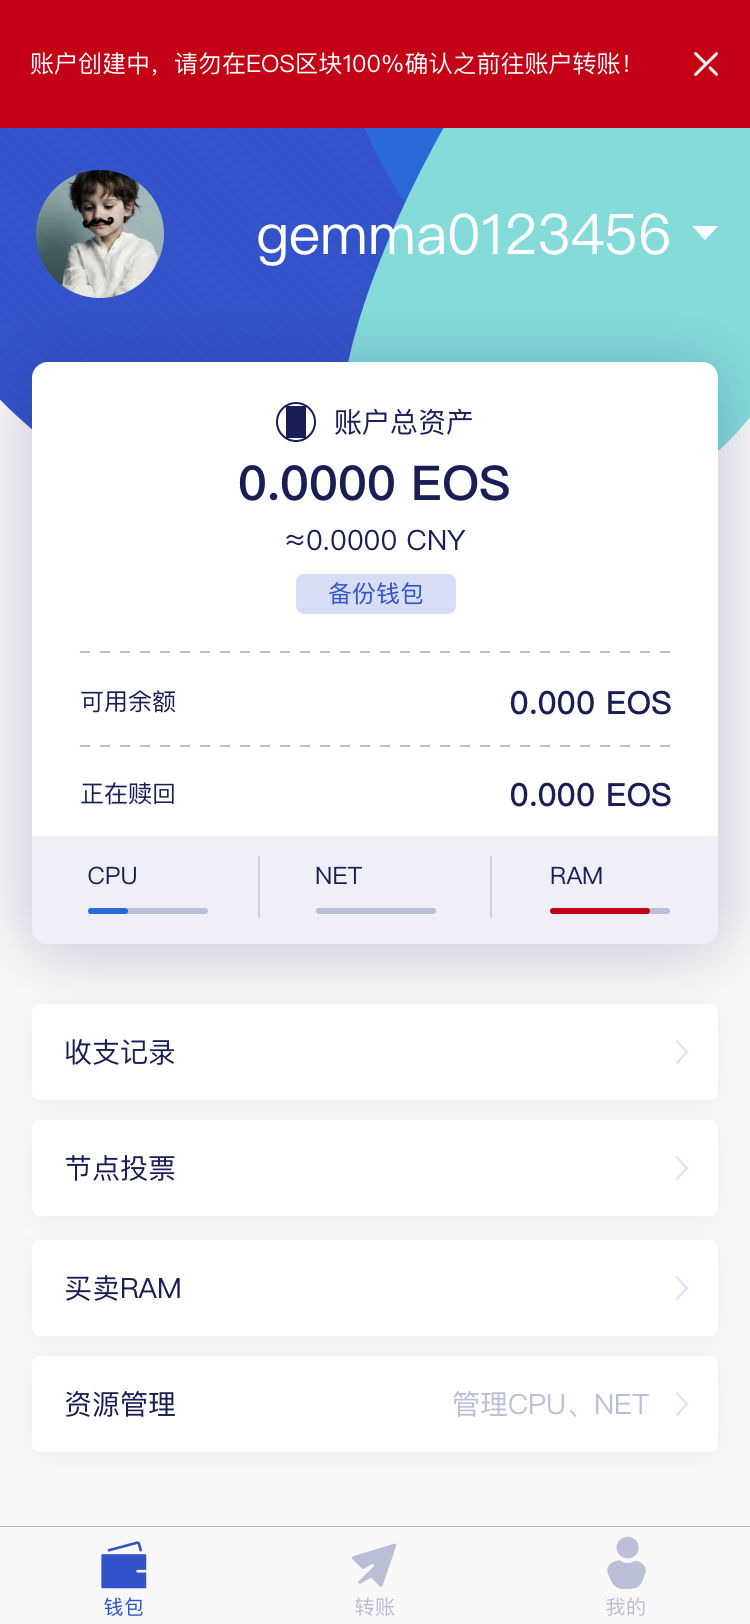 账户创建中，请勿在EOS区块100%确认之前往账户转账！
gemma0123456
账户总资产
0.0000 EOS
≈0.0000 CNY
备份钱包
可用余额
0.000 EOS
正在赎回
0.000 EOS
CPU
NET
RAM
收支记录
节点投票
买卖RAM
资源管理
管理CPU、NET
钱包
转账
我的